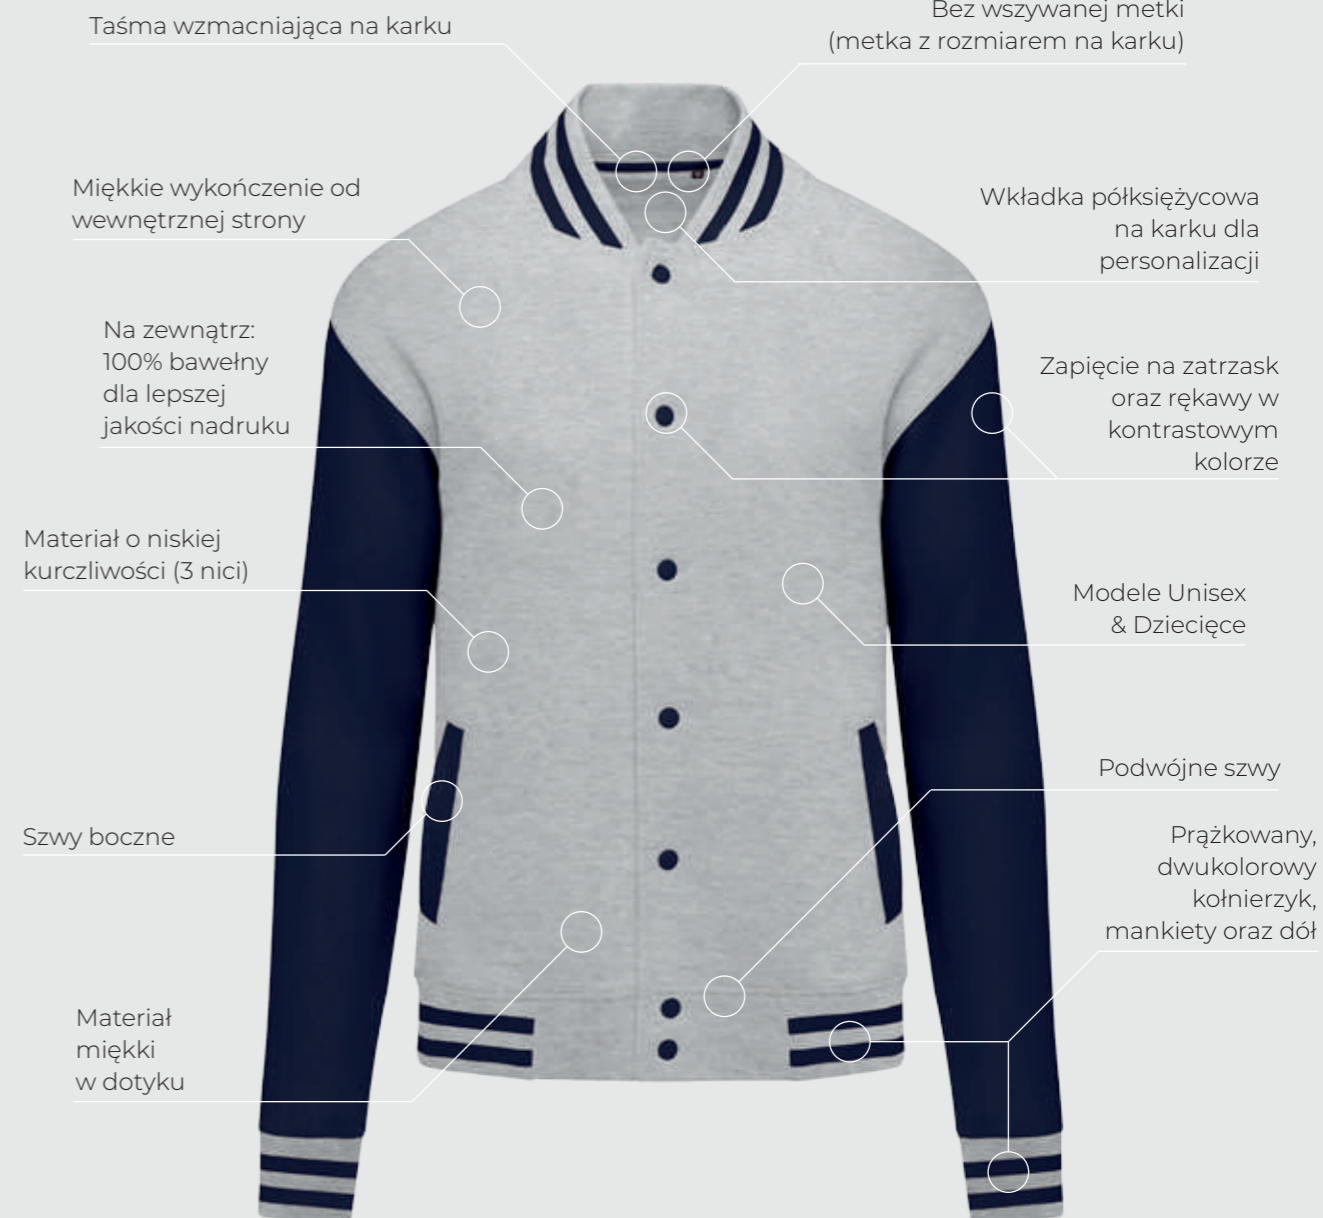 Taśma wzmacniająca na karku
Bez wszywanej metki
(metka z rozmiarem na karku)
Miękkie wykończenie od
wewnętrznej strony
Wkładka półksiężycowa
na karku dla
personalizacji
Na zewnątrz:
100% bawełny
dla lepszej
jakości nadruku
Zapięcie na zatrzask
oraz rękawy w
kontrastowym
kolorze
Materiał o niskiej
kurczliwości (3 nici)
Modele Unisex
& Dziecięce
Podwójne szwy
Szwy boczne
Prążkowany,
dwukolorowy
kołnierzyk,
mankiety oraz dół
Materiał
miękki
w dotyku